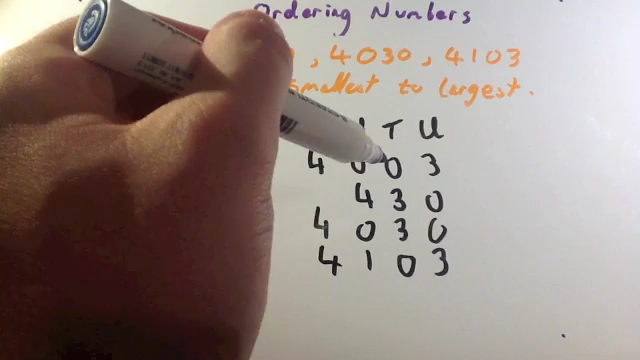 Ordering Numbers
, 4030, 4103
smallest to largest.
T U
4 0 0 3
4 3 0
4 0 3 0
4 1 0 3